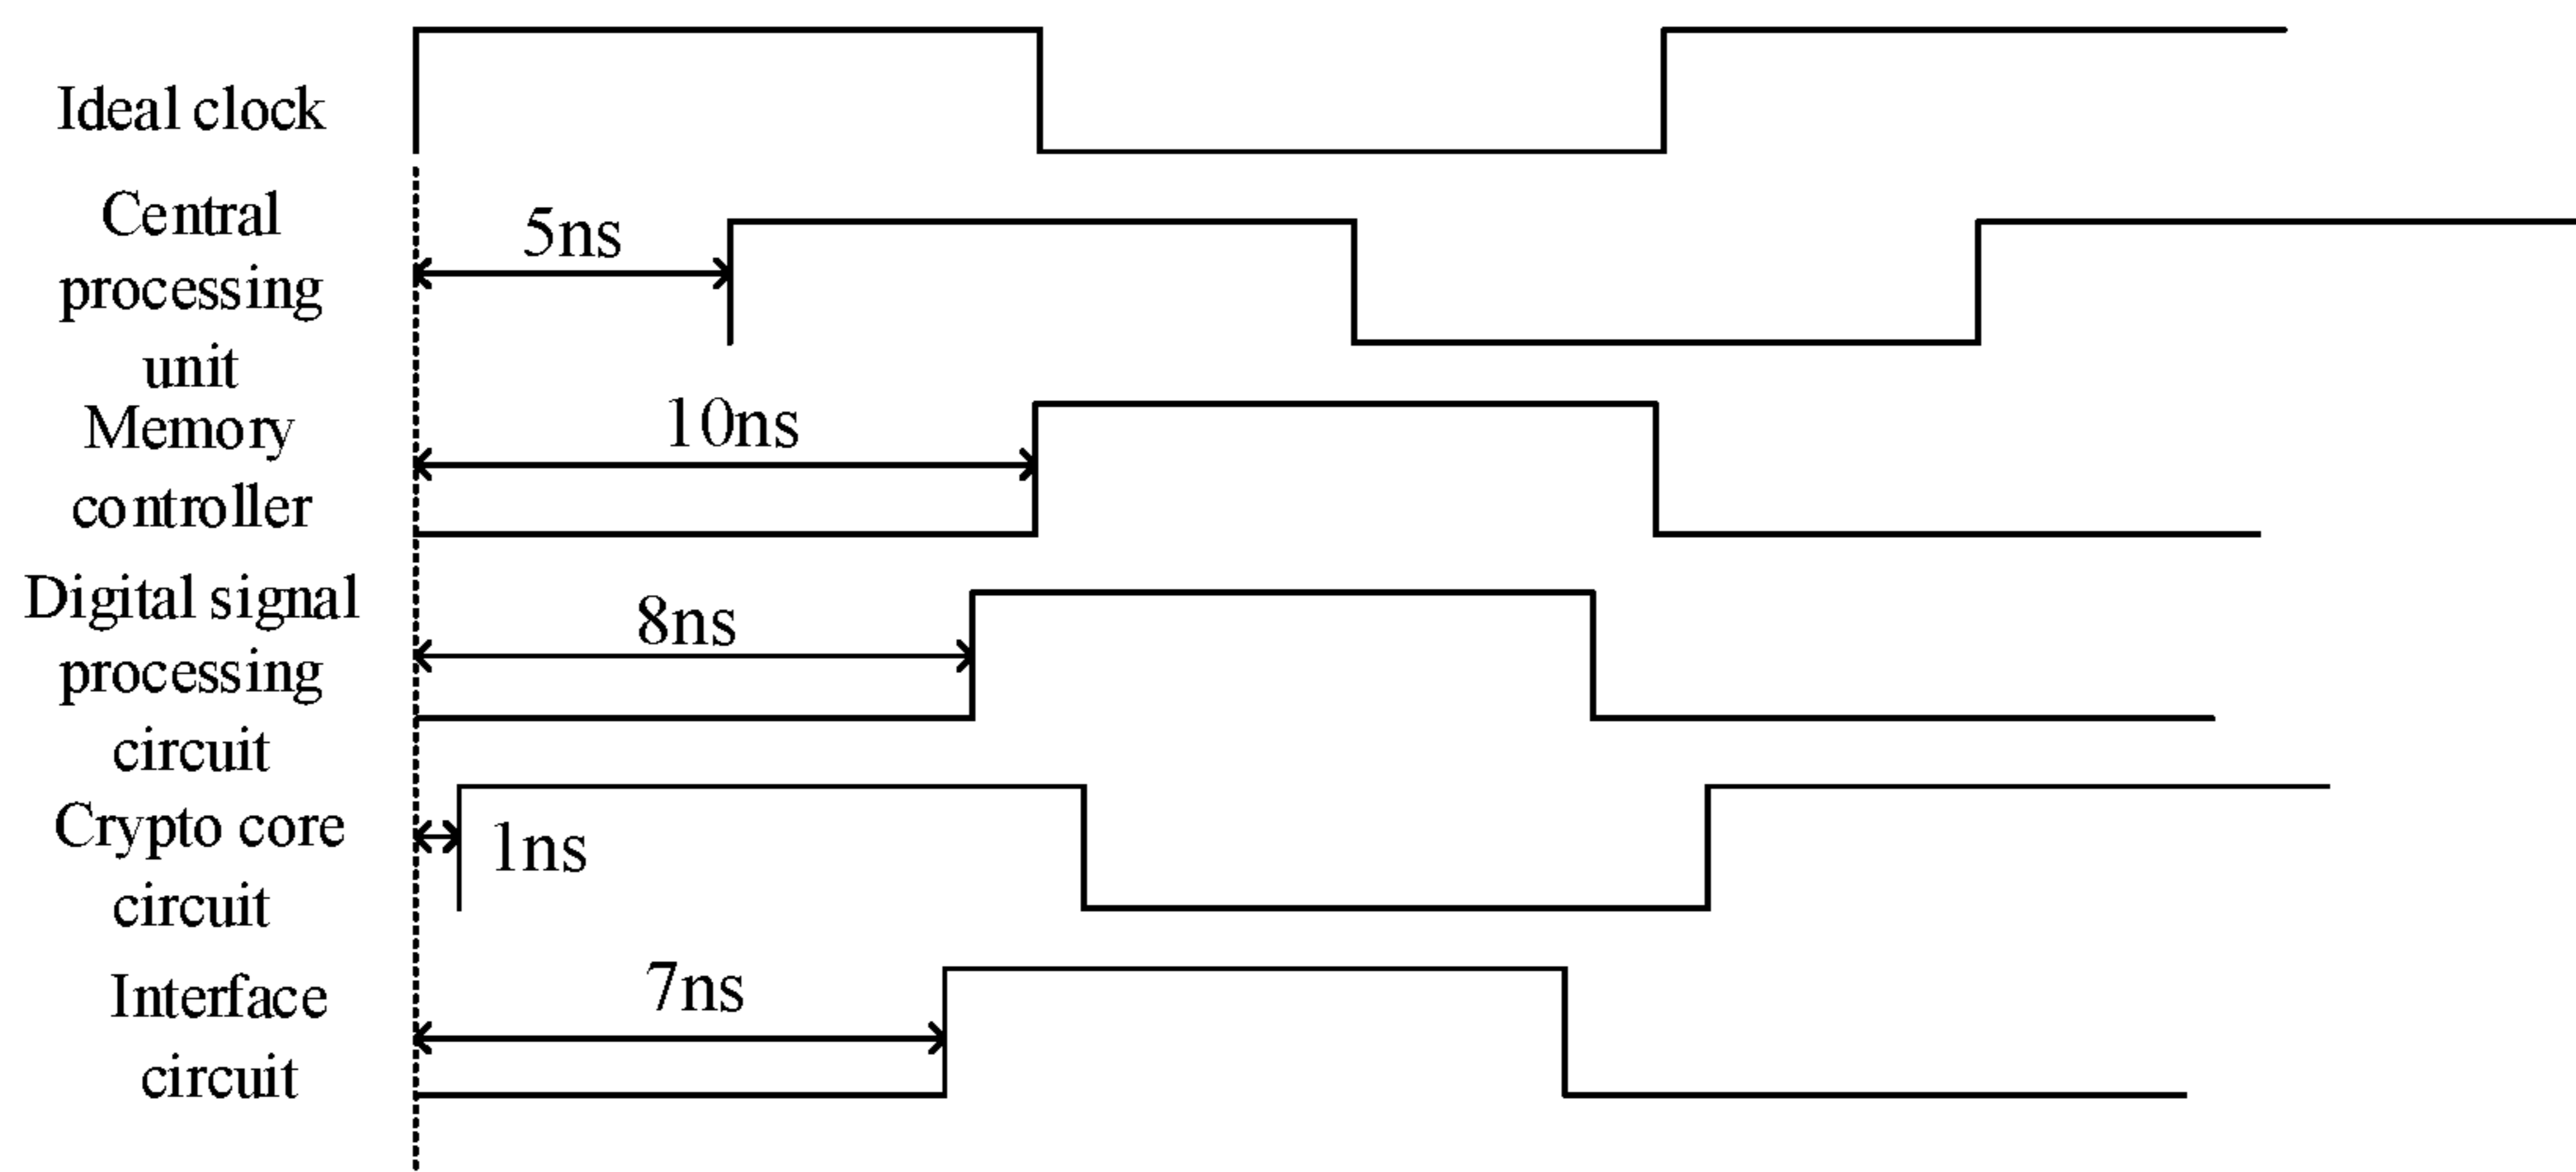 Ideal clock
Central
processing
unit
5ns
Memory
controller
10ns
Digital signal
processing
circuit
8ns
Crypto core
circuit
1ns
Interface
circuit
7ns